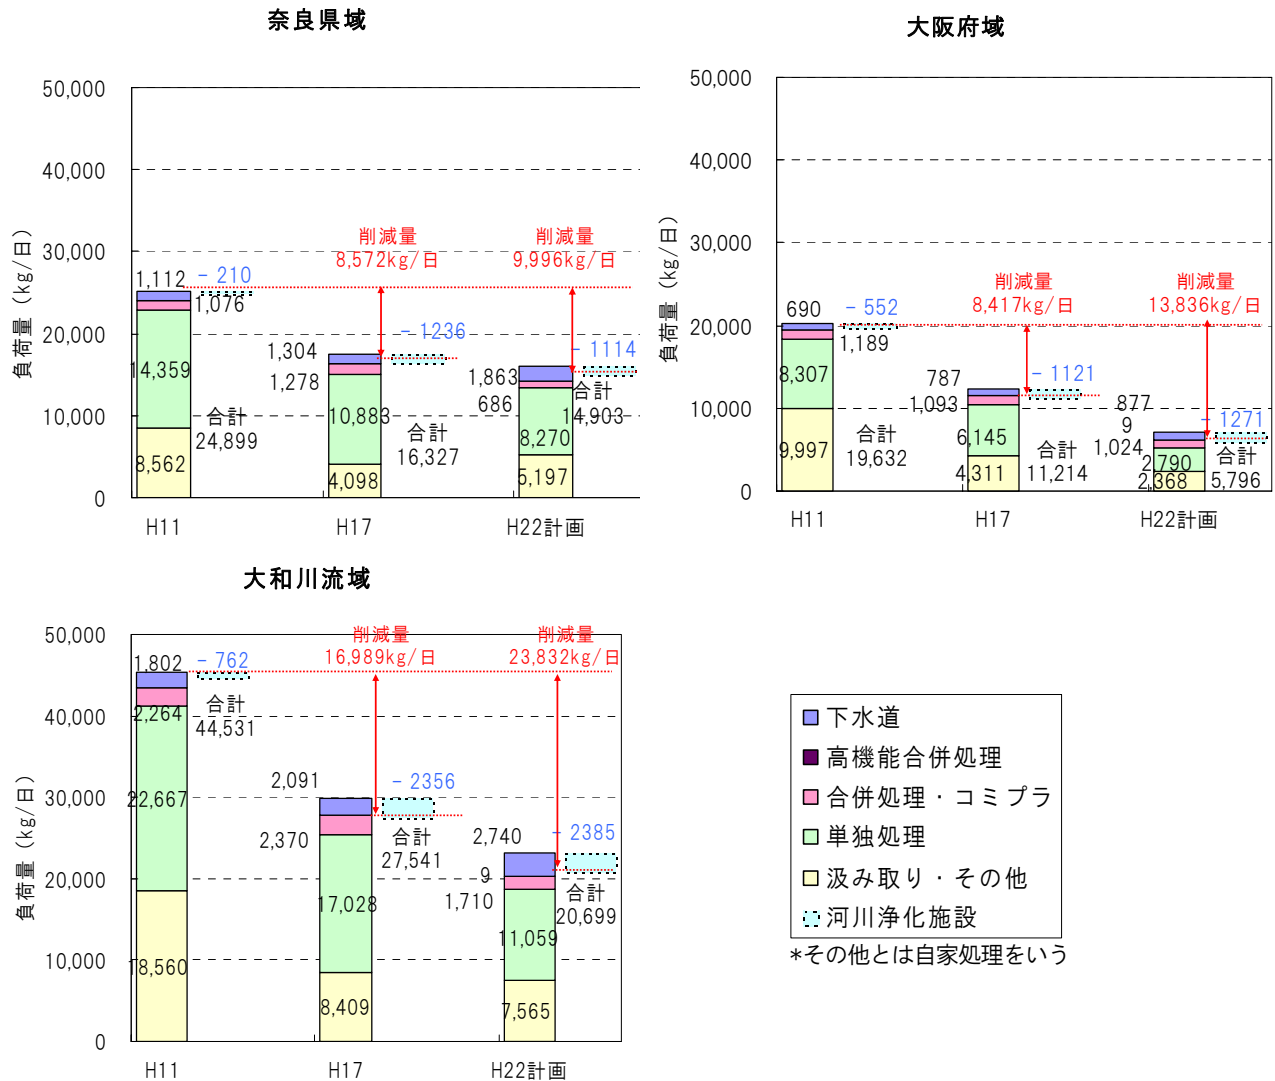 奈良県域
負荷量 (kg/日)
50,000
40,000
30,000
20,000
10,000
0
削減量
8,572kg/日
削減量
9,996kg/日
1,112
－210
1,076
14,359
8,562
合計
24,899
1,304
－1236
1,278
10,883
4,098
合計
16,327
1,863
－1114
686
8,270
5,197
合計
14,903
H11
H17
H22計画
大阪府域
負荷量 (kg/日)
50,000
40,000
30,000
20,000
10,000
0
削減量
8,417kg/日
削減量
13,836kg/日
690
－552
1,189
8,307
9,997
合計
19,632
787
－1121
1,093
6,145
4,311
合計
11,214
877
9
－1271
1,024
2,790
2,368
合計
5,796
H11
H17
H22計画
大和川流域
負荷量 (kg/日)
50,000
40,000
30,000
20,000
10,000
0
削減量
16,989kg/日
削減量
23,832kg/日
1,802
－762
2,264
22,667
18,560
合計
44,531
2,091
－2356
2,370
17,028
8,409
合計
27,541
2,740
－2385
9
1,710
11,059
7,565
合計
20,699
H11
H17
H22計画
下水道
高機能合併処理
合併処理・コミプラ
単独処理
汲み取り・その他
河川浄化施設
*その他とは自家処理をいう